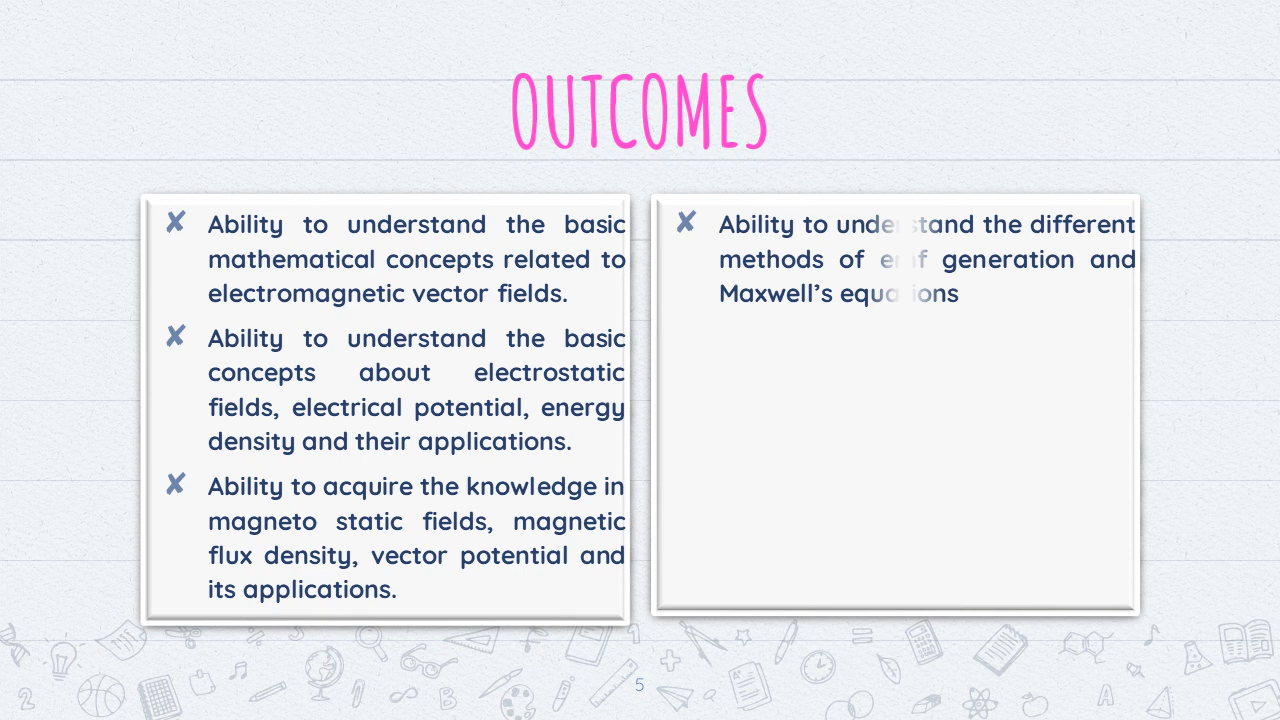 OUTCOMES
✘ Ability to understand the basic
mathematical concepts related to
electromagnetic vector fields.
✘ Ability to understand the basic
concepts about electrostatic
fields, electrical potential, energy
density and their applications.
✘ Ability to acquire the knowledge in
magneto static fields, magnetic
flux density, vector potential and
its applications.
✘ Ability to understand the different
methods of emf generation and
Maxwell’s equations
5